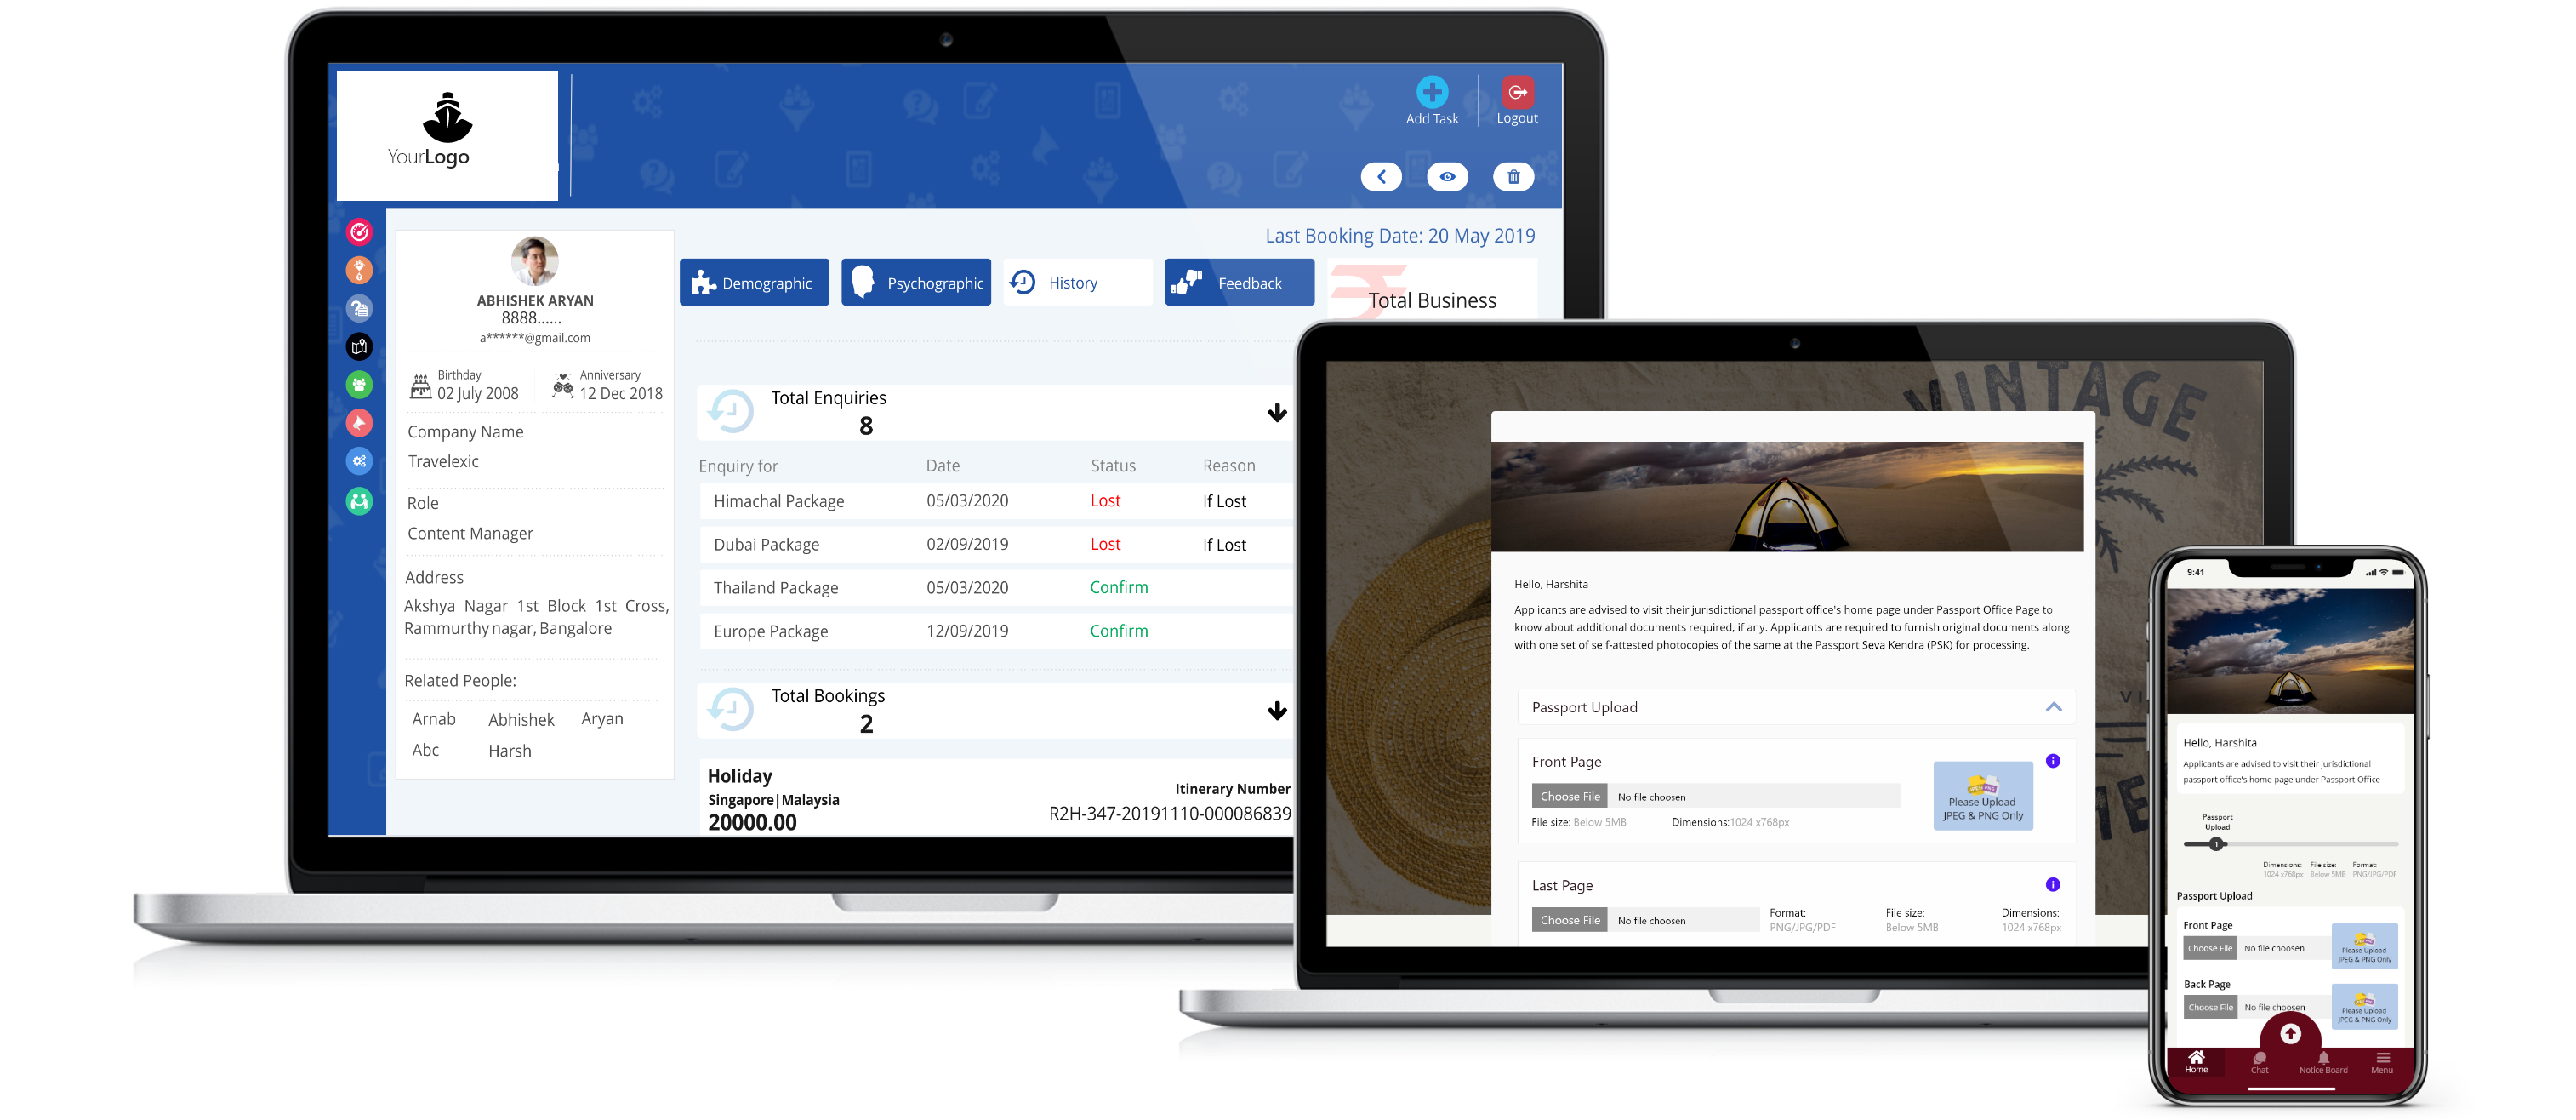 YourLogo
Add Task
Logout
Last Booking Date: 20 May 2019
ABHISHEK ARYAN
8888......
a******@gmail.com
Birthday
02 July 2008
Anniversary
12 Dec 2018
Company Name
Travelexic
Role
Content Manager
Address
Akshya Nagar 1st Block 1st Cross,
Rammurthy nagar, Bangalore
Related People:
Arnab Abhishek Aryan
Abc Harsh
Demographic
Psychographic
History
Feedback
Total Business
Total Enquiries
8
Enquiry for Date Status Reason
Himachal Package 05/03/2020 Lost If Lost
Dubai Package 02/09/2019 Lost If Lost
Thailand Package 05/03/2020 Confirm
Europe Package 12/09/2019 Confirm
Total Bookings
2
Holiday
Singapore|Malaysia
20000.00
Itinerary Number
R2H-347-20191110-000086839
VINTAGE
Hello, Harshita
Applicants are advised to visit their jurisdictional passport office's home page under Passport Office Page to
know about additional documents required, if any. Applicants are required to furnish original documents along
with one set of self-attested photocopies of the same at the Passport Seva Kendra (PSK) for processing.
Passport Upload
Front Page
Choose File No file choosen
File size: Below 5MB Dimensions:1024 x768px
JPEG PNG
Please Upload
JPEG & PNG Only
Last Page
Choose File No file choosen
Format:
PNG/JPG/PDF
File size:
Below 5MB
Dimensions:
1024 x768px
9:41
Hello, Harshita
Applicants are advised to visit their jurisdictional
passport office's home page under Passport Office
Passport
Upload
1
Dimensions: File size: Format:
1024 x768px Below 5MB PNG/JPG/PDF
Passport Upload
Front Page
Choose File No file choosen
Please Upload
JPEG & PNG Only
Back Page
Choose File No file choosen
Please Upload
JPEG & PNG Only
Home
Chat
Notice Board
Menu